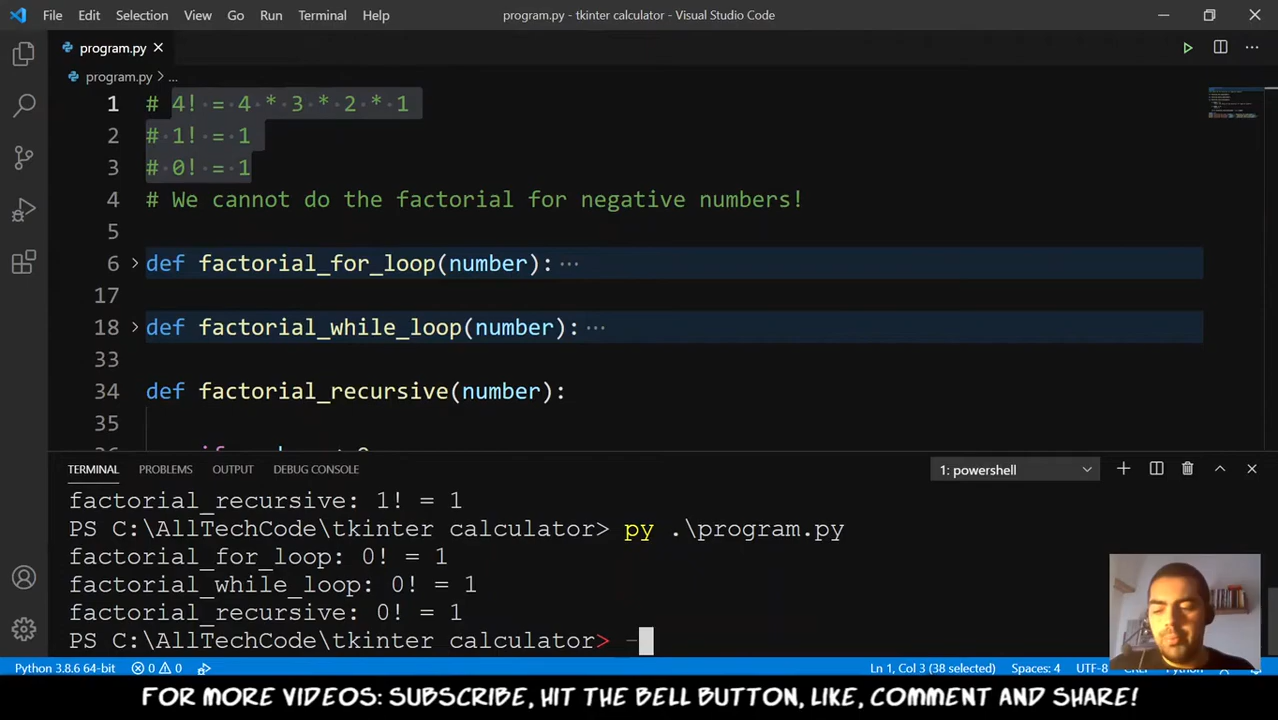 File Edit Selection View Go Run Terminal Help program.py - tkinter calculator - Visual Studio Code
program.py
program.py > ...
1 # 4! = 4 * 3 * 2 * 1
2 # 1! = 1
3 # 0! = 1
4 # We cannot do the factorial for negative numbers!
5
6 def factorial_for_loop(number): ...
17
18 def factorial_while_loop(number): ...
33
34 def factorial_recursive(number):
35
TERMINAL PROBLEMS OUTPUT DEBUG CONSOLE 1: powershell
factorial_recursive: 1! = 1
PS C:\AllTechCode\tkinter calculator> py .\program.py
factorial_for_loop: 0! = 1
factorial_while_loop: 0! = 1
factorial_recursive: 0! = 1
PS C:\AllTechCode\tkinter calculator> -
Python 3.8.6 64-bit 0 0 Ln 1, Col 3 (38 selected) Spaces: 4 UTF-8 CRLF Python
FOR MORE VIDEOS: SUBSCRIBE, HIT THE BELL BUTTON, LIKE, COMMENT AND SHARE!